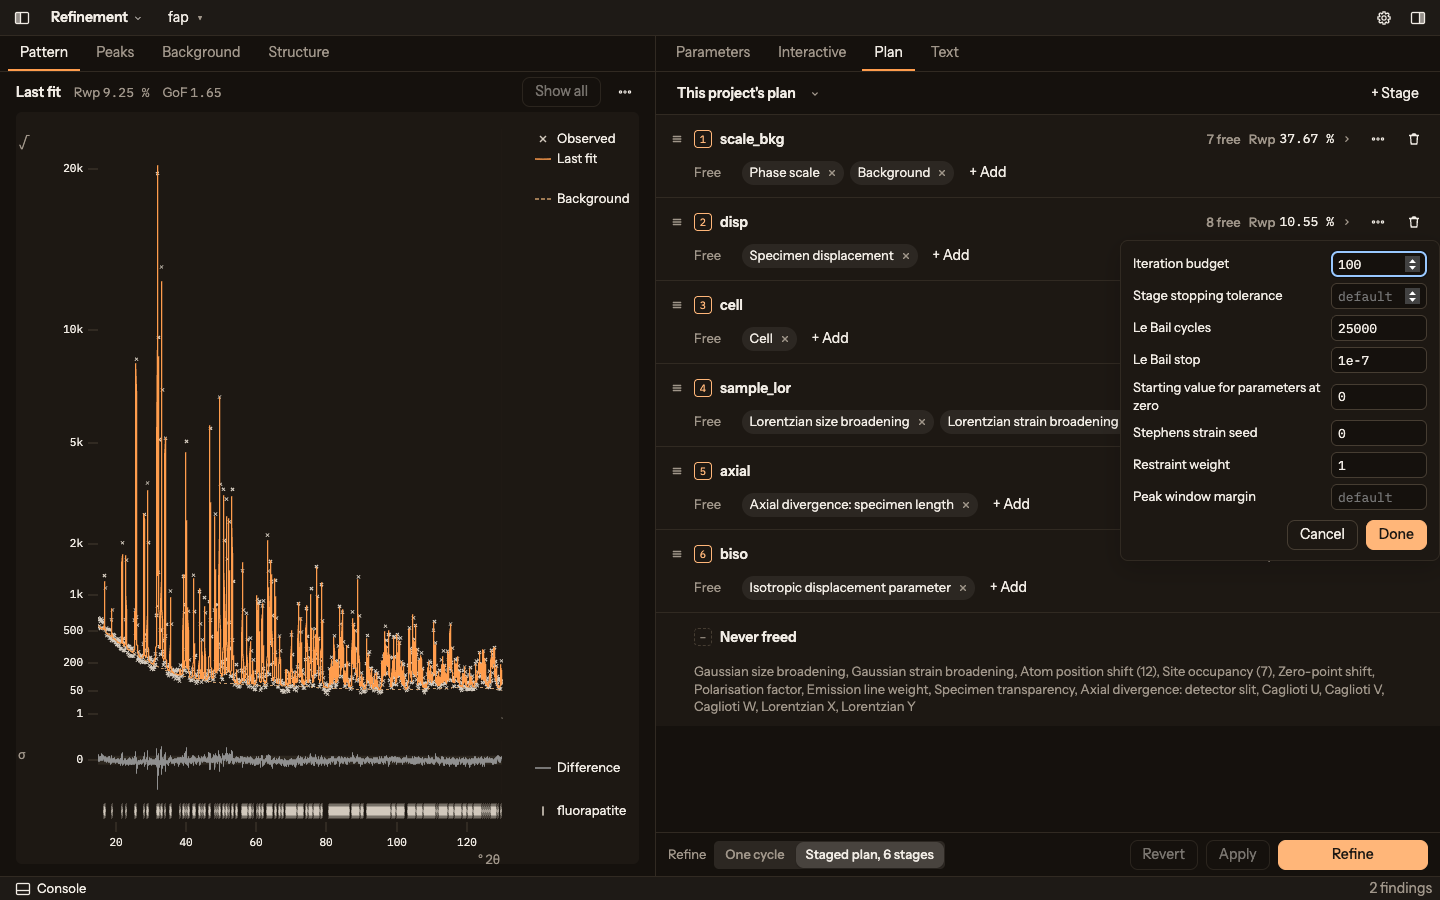 Refinement
fap
Pattern
Peaks
Background
Structure
Last fit
Rwp 9.25 %
GoF 1.65
Show all
√
20k
10k
5k
2k
1k
500
200
50
1
σ
0
20
40
60
80
100
120
°2θ
Observed
Last fit
Background
Difference
fluorapatite
Parameters
Interactive
Plan
Text
This project's plan
+ Stage
1 scale_bkg
7 free Rwp 37.67 %
Free Phase scale × Background × + Add
2 disp
8 free Rwp 10.55 %
Free Specimen displacement × + Add
3 cell
Free Cell × + Add
4 sample_lor
Free Lorentzian size broadening × Lorentzian strain broadening
5 axial
Free Axial divergence: specimen length × + Add
6 biso
Free Isotropic displacement parameter × + Add
Iteration budget 100
Stage stopping tolerance default
Le Bail cycles 25000
Le Bail stop 1e-7
Starting value for parameters at
zero 0
Stephens strain seed 0
Restraint weight 1
Peak window margin default
Cancel
Done
Never freed
Gaussian size broadening, Gaussian strain broadening, Atom position shift (12), Site occupancy (7), Zero-point shift,
Polarisation factor, Emission line weight, Specimen transparency, Axial divergence: detector slit, Caglioti U, Caglioti V,
Caglioti W, Lorentzian X, Lorentzian Y
Refine
One cycle
Staged plan, 6 stages
Revert
Apply
Refine
Console
2 findings